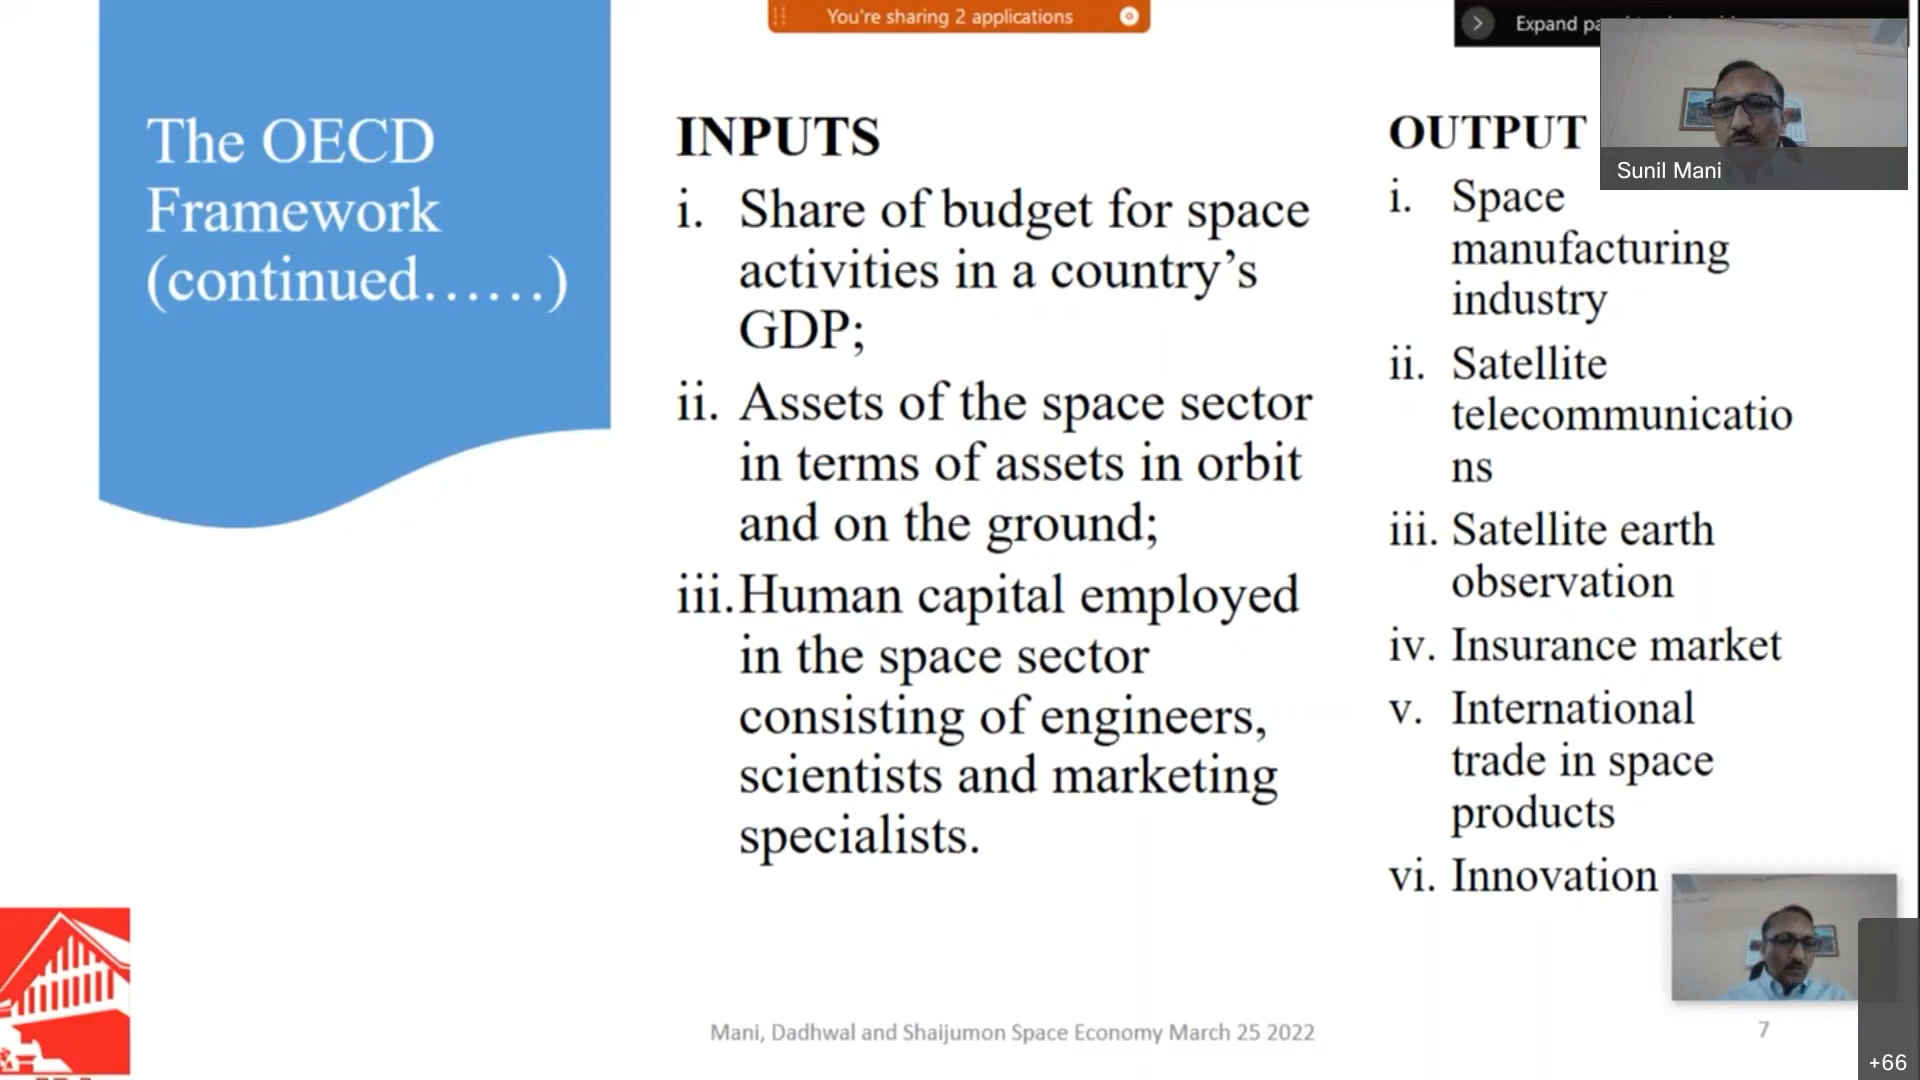 You're sharing 2 applications
Expand pa
Sunil Mani
The OECD
Framework
(continued……)
INPUTS
i. Share of budget for space
activities in a country’s
GDP;
ii. Assets of the space sector
in terms of assets in orbit
and on the ground;
iii. Human capital employed
in the space sector
consisting of engineers,
scientists and marketing
specialists.
OUTPUT
i. Space
manufacturing
industry
ii. Satellite
telecommunicatio
ns
iii. Satellite earth
observation
iv. Insurance market
v. International
trade in space
products
vi. Innovation
Mani, Dadhwal and Shaijumon Space Economy March 25 2022
7
+66